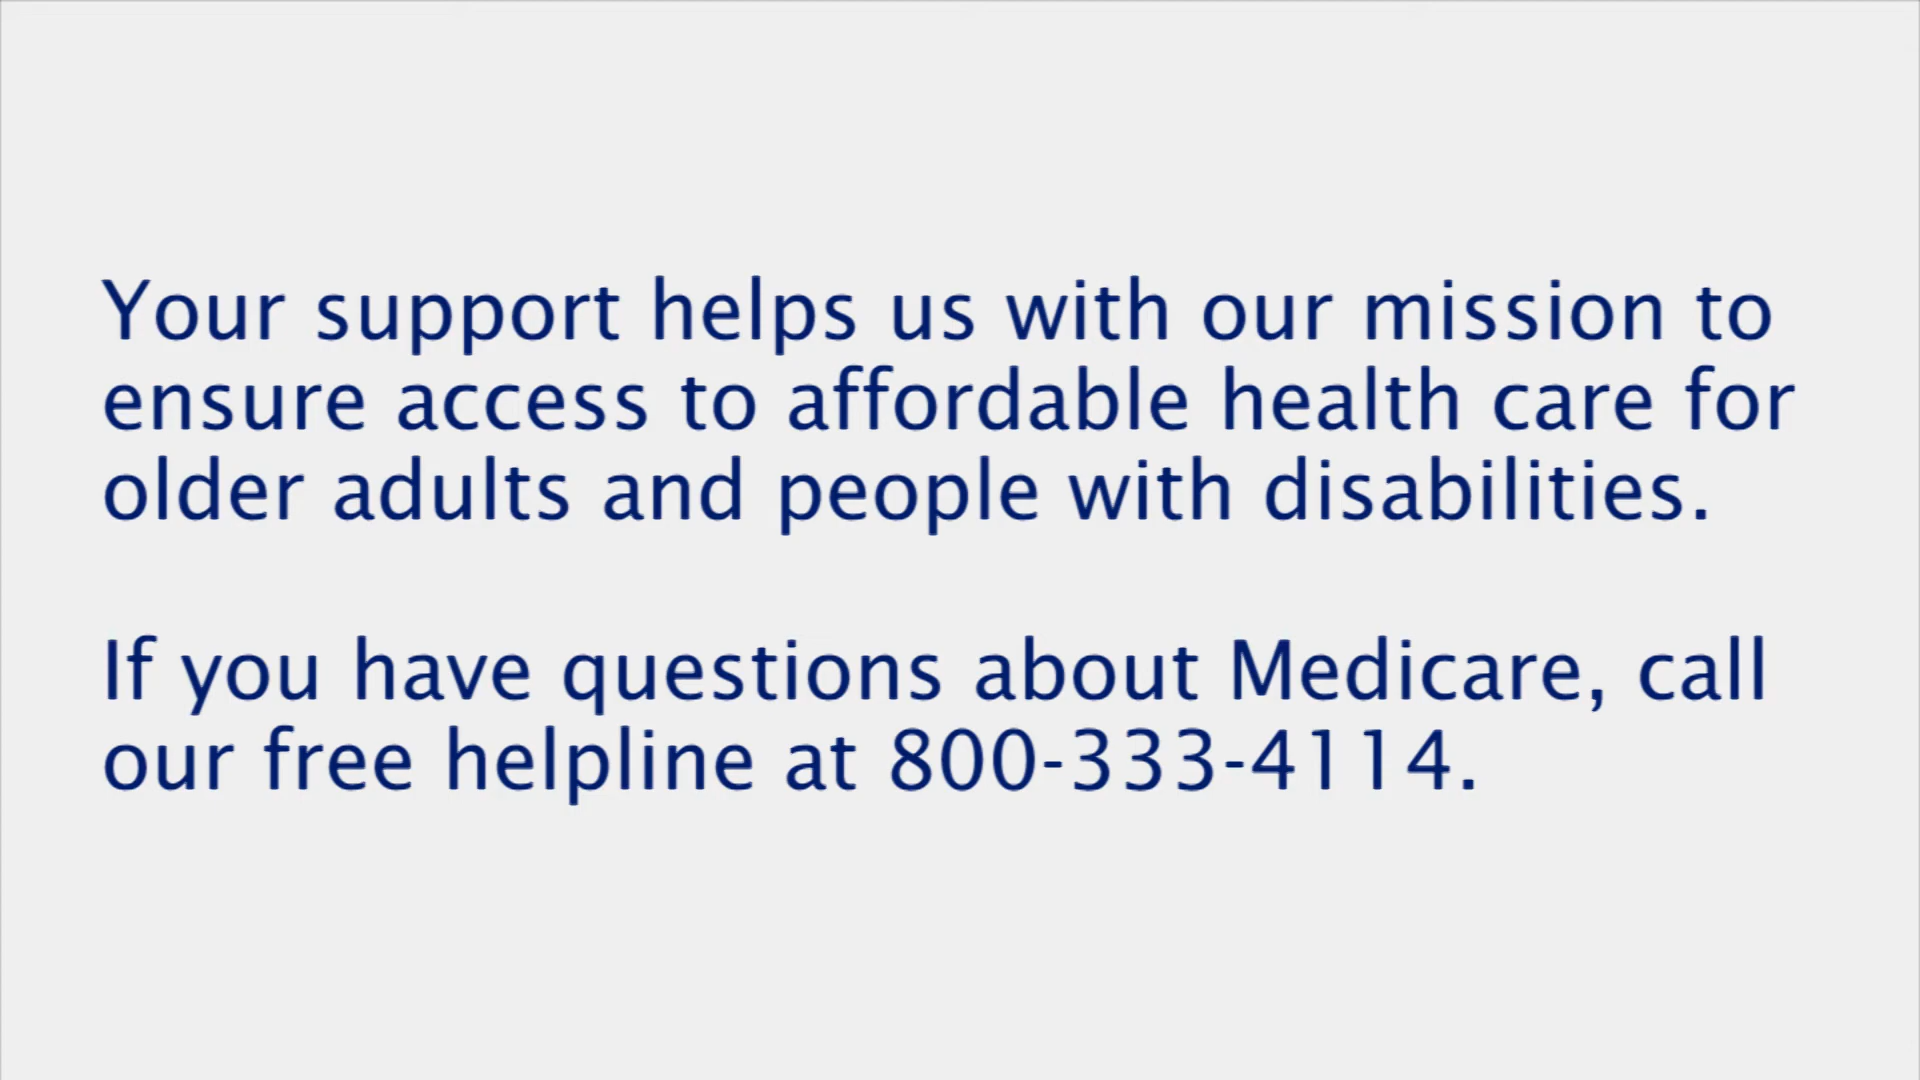 Your support helps us with our mission to
ensure access to affordable health care for
older adults and people with disabilities.
If you have questions about Medicare, call
our free helpline at 800-333-4114.